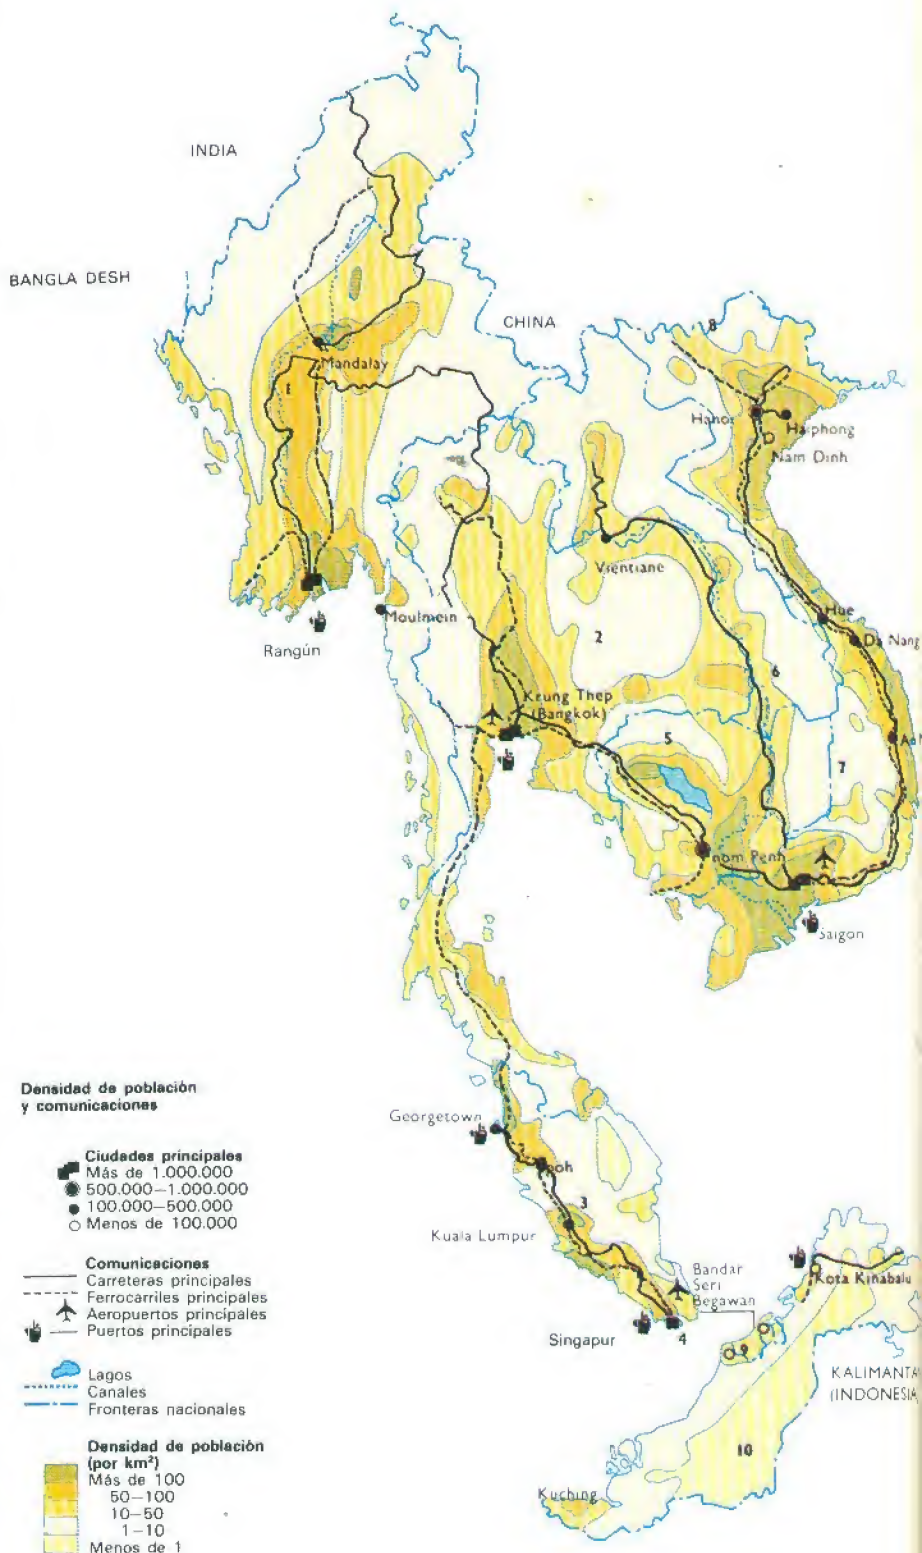 INDIA
BANGLA DESH
CHINA
8
Mandalay
1
Hanoi
Haiphong
Nam Dinh
Vientiane
Moulmein
2
Hue
Da Nang
Rangún
6
Krung Thep
(Bangkok)
5
7
Saigon
Densidad de población
y comunicaciones
Georgetown
Ciudades principales
Más de 1.000.000
500.000—1.000.000
100.000—500.000
Menos de 100.000
3
Kuala Lumpur
Bandar
Seri
Begawan
Kota Kinabalu
Comunicaciones
Carreteras principales
Ferrocarriles principales
Aeropuertos principales
Puertos principales
Singapur
4
9
KALIMANTA
(INDONESIA
Lagos
Canales
Fronteras nacionales
Densidad de población
(por km²)
Más de 100
50—100
10—50
1—10
Menos de 1
10
Kuching